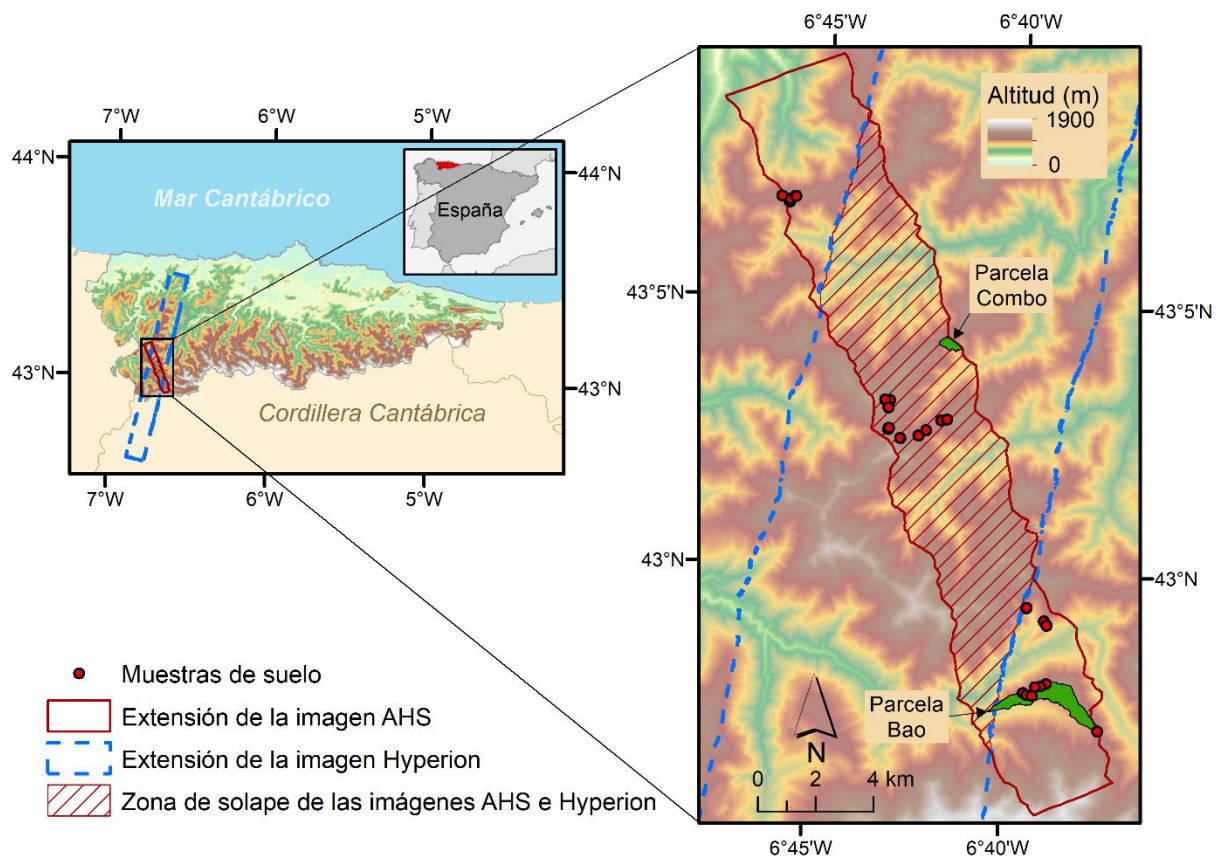 7°W
6°W
5°W
44°N
44°N
Mar Cantábrico
España
43°N
43°N
Cordillera Cantábrica
7°W
6°W
5°W
Muestras de suelo
Extensión de la imagen AHS
Extensión de la imagen Hyperion
Zona de solape de las imágenes AHS e Hyperion
6°45'W
6°40'W
Altitud (m)
1900
0
Parcela
Combo
43°5'N
43°5'N
43°N
43°N
Parcela
Bao
N
0 2 4 km
6°45'W
6°40'W